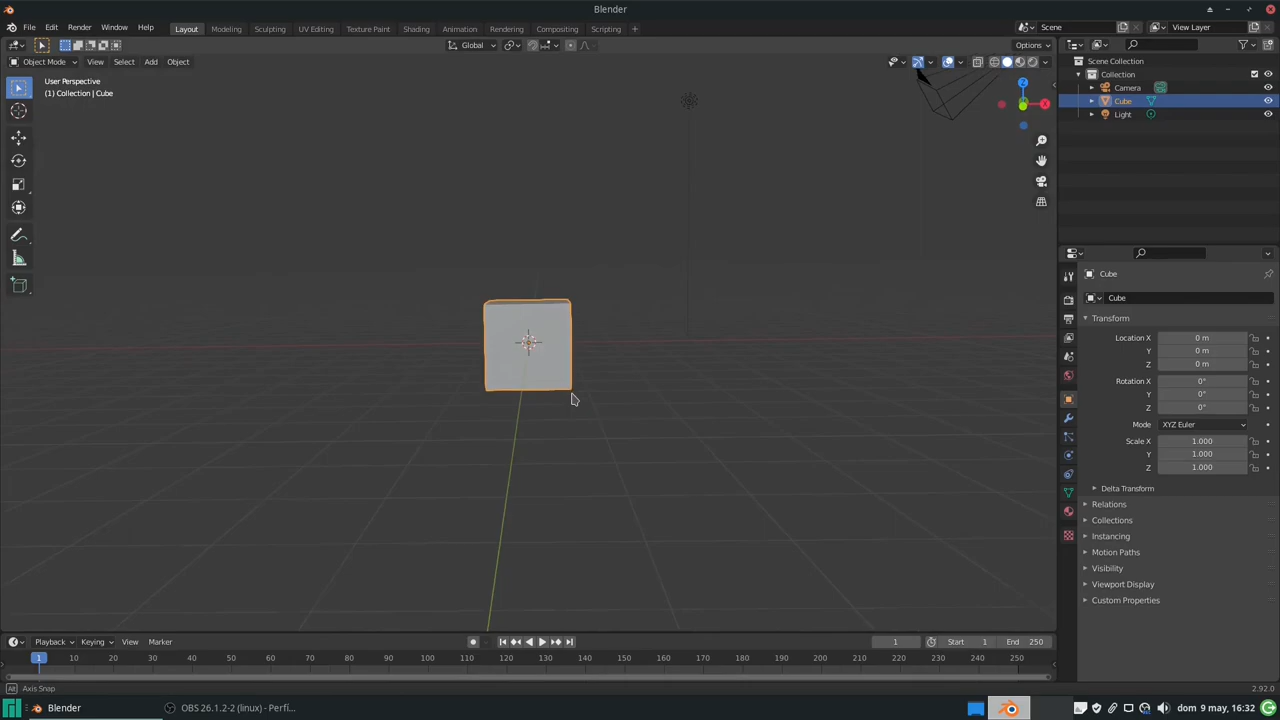 Blender
File Edit Render Window Help Layout Modeling Sculpting UV Editing Texture Paint Shading Animation Rendering Compositing Scripting Scene View Layer
Global Options
Object Mode View Select Add Object
User Perspective
(1) Collection | Cube
Z
X
Scene Collection
Collection
Camera
Cube
Light
Cube
Cube
Transform
Location X 0 m
Y 0 m
Z 0 m
Rotation X 0°
Y 0°
Z 0°
Mode XYZ Euler
Scale X 1.000
Y 1.000
Z 1.000
Delta Transform
Relations
Collections
Instancing
Motion Paths
Visibility
Viewport Display
Custom Properties
Playback Keying View Marker 1 Start 1 End 250
1 10 20 30 40 50 60 70 80 90 100 110 120 130 140 150 160 170 180 190 200 210 220 230 240 250
Alt Axis Snap 2.92.0
Blender OBS 26.1.2-2 (linux) - Perfi... dom 9 may, 16:32